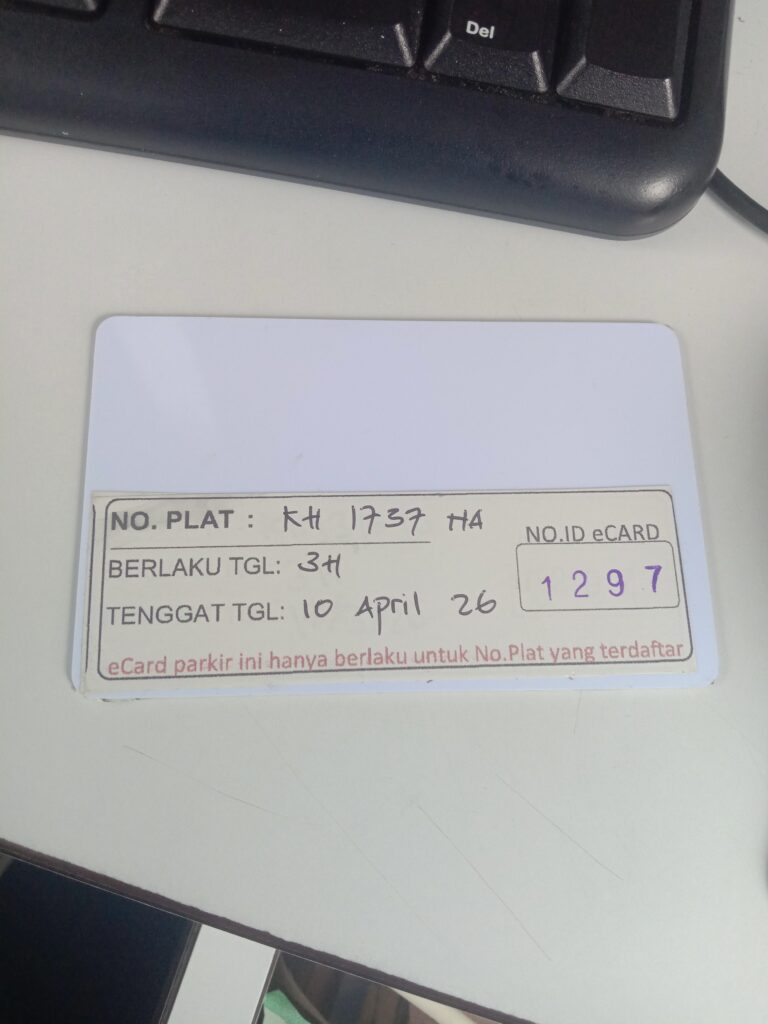 Del
NO. PLAT : KH 1737 HA
NO.ID eCARD
BERLAKU TGL: 3H
1 2 9 7
TENGGAT TGL: 10 April 26
eCard parkir ini hanya berlaku untuk No.Plat yang terdaftar